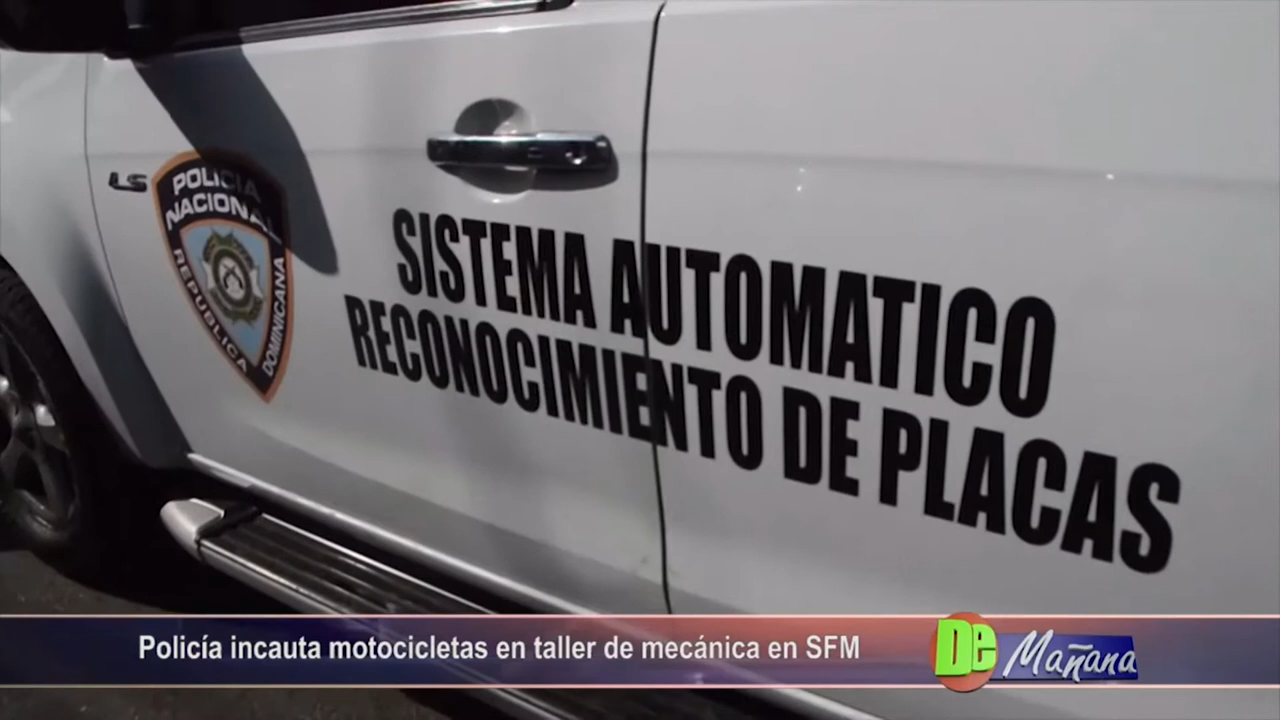 LS
POLICIA
NACIONAL
REPUBLICA
DOMINICANA
SISTEMA AUTOMATICO
RECONOCIMIENTO DE PLACAS
Policía incauta motocicletas en taller de mecánica en SFM
De Mañana